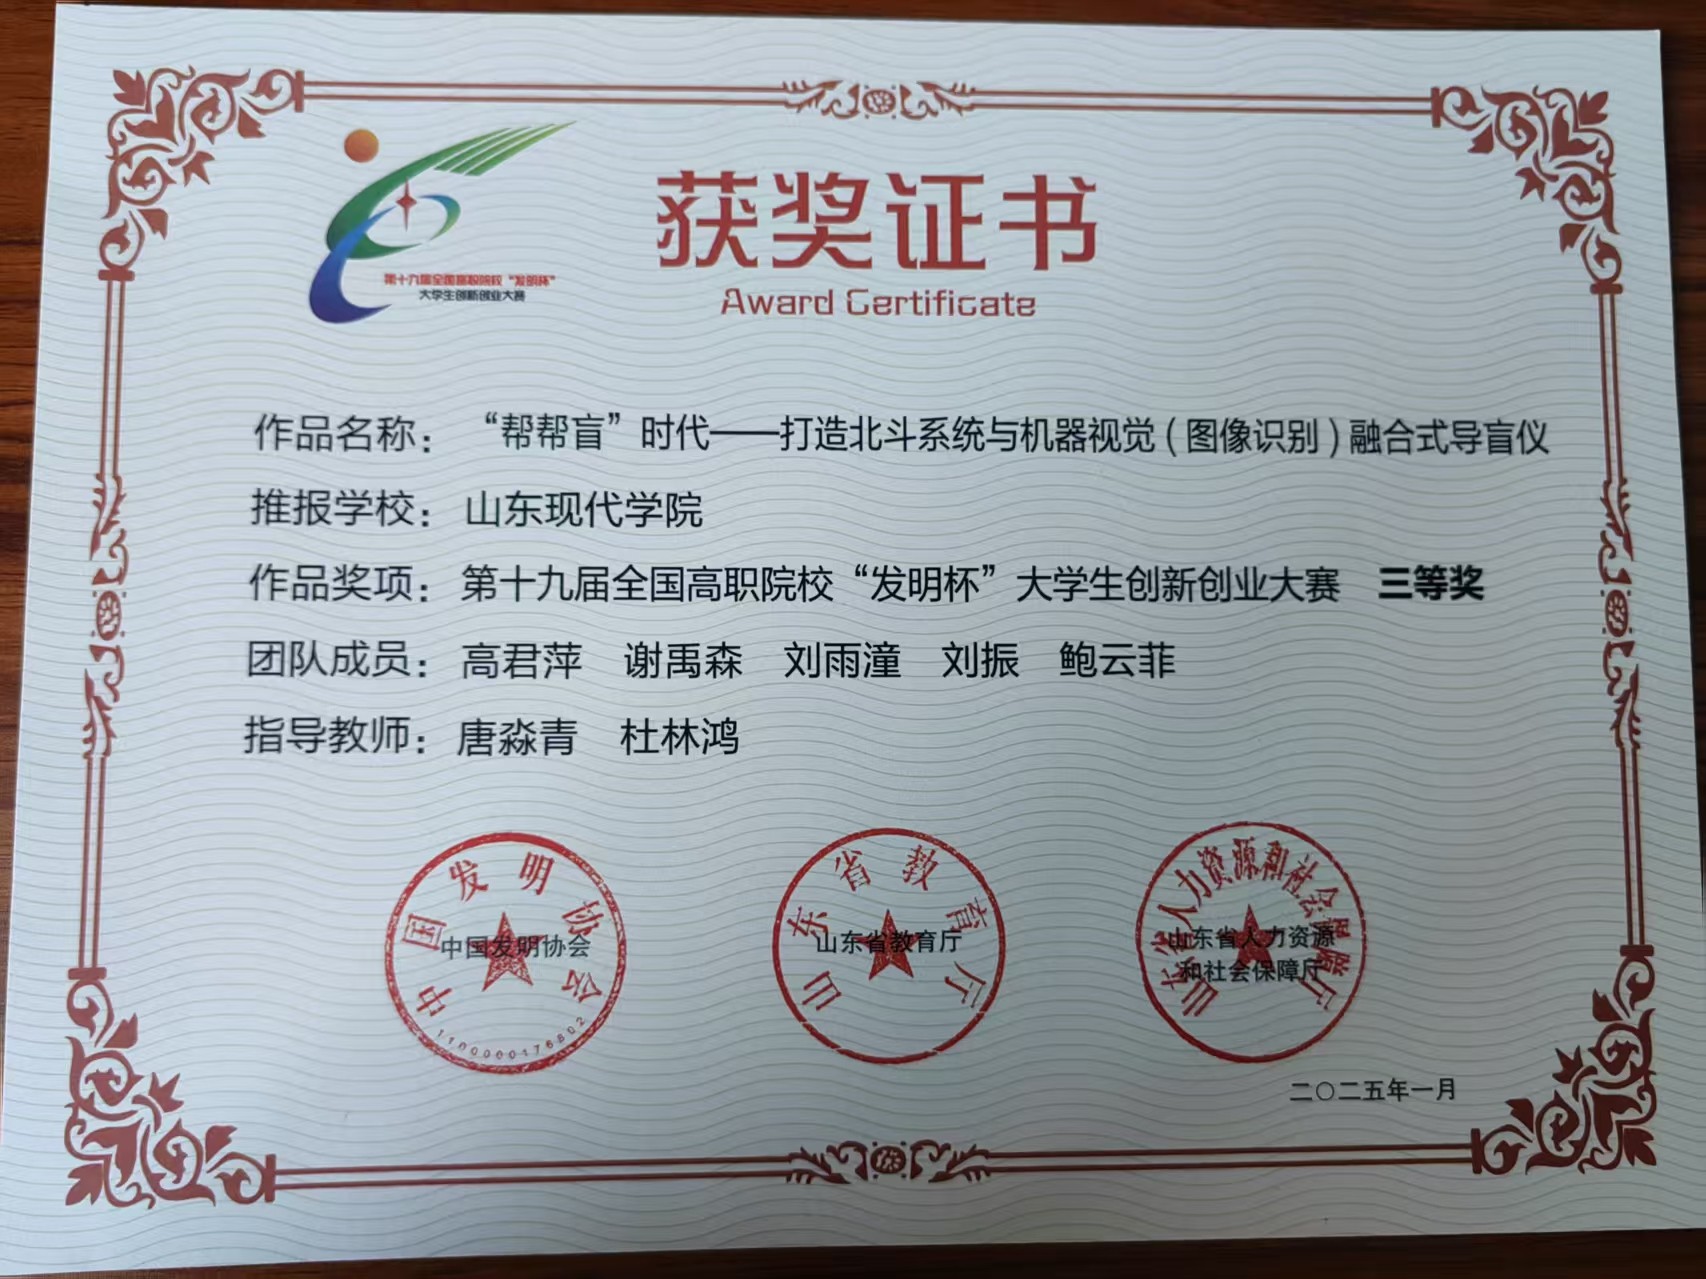 第十九届全国高职院校“发明杯”
大学生创新创业大赛
获奖证书
Award Certificate
作品名称：“帮帮盲”时代——打造北斗系统与机器视觉(图像识别)融合式导盲仪
推报学校：山东现代学院
作品奖项：第十九届全国高职院校“发明杯”大学生创新创业大赛 三等奖
团队成员：高君萍 谢禹森 刘雨潼 刘振 鲍云菲
指导教师：唐淼青 杜林鸿
中国发明协会
中国发明协会
1100000176802
山东省教育厅
山东省教育厅
山东省人力资源和社会保障厅
山东省人力资源
和社会保障厅
二〇二五年一月